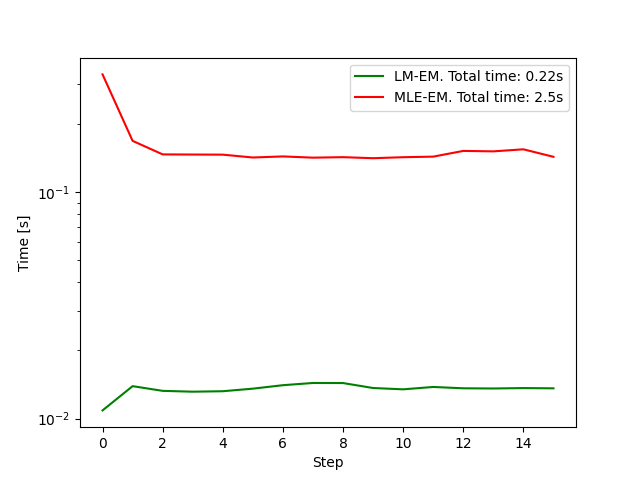 LM-EM. Total time: 0.22s
MLE-EM. Total time: 2.5s
10⁻¹
10⁻²
Time [s]
0 2 4 6 8 10 12 14
Step